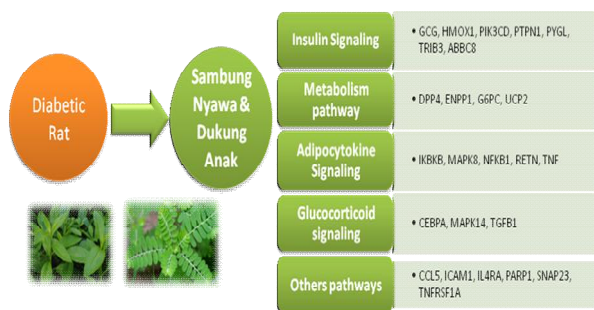 Diabetic
Rat
Sambung
Nyawa &
Dukung
Anak
Insulin Signaling
• GCG, HMOX1, PIK3CD, PTPN1, PYGL,
TRIB3, ABBC8
Metabolism
pathway
• DPP4, ENPP1, G6PC, UCP2
Adipocytokine
Signaling
• IKBKB, MAPK8, NFKB1, RETN, TNF
Glucocorticoid
signaling
• CEBPA, MAPK14, TGFB1
Others pathways
• CCL5, ICAM1, IL4RA, PARP1, SNAP23,
TNFRSF1A